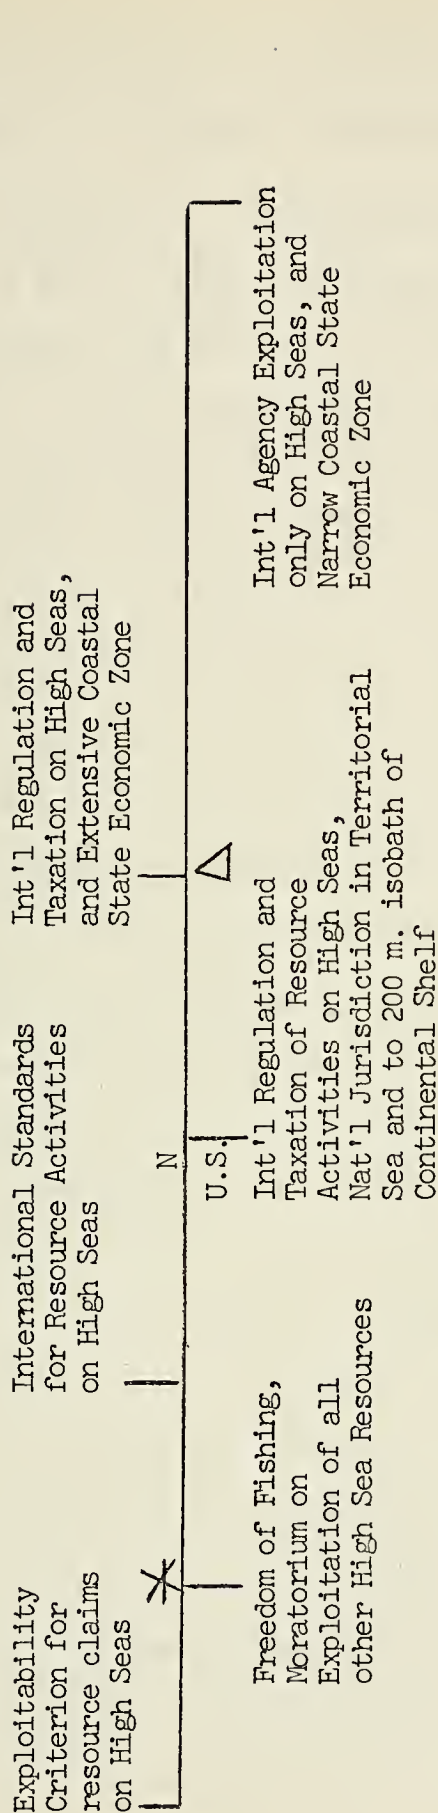 Exploitability
Criterion for
resource claims
on High Seas
Freedom of Fishing,
Moratorium on
Exploitation of all
other High Sea Resources
International Standards
for Resource Activities
on High Seas
N
U.S.
Int'l Regulation and
Taxation of Resource
Activities on High Seas,
Nat'l Jurisdiction in Territorial
Sea and to 200 m. isobath of
Continental Shelf
Int'l Regulation and
Taxation on High Seas,
and Extensive Coastal
State Economic Zone
Int'l Agency Exploitation
only on High Seas, and
Narrow Coastal State
Economic Zone